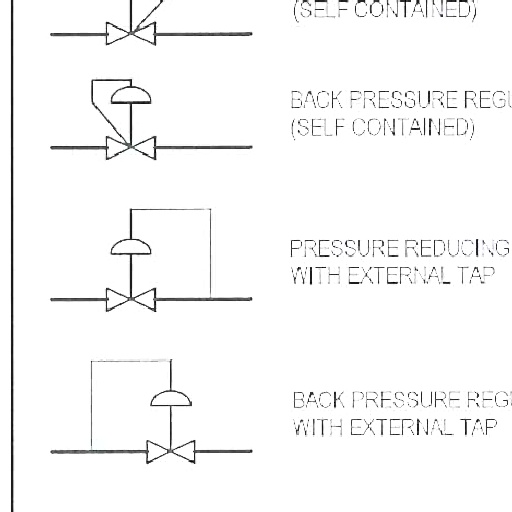 (SELF CONTAINED)
BACK PRESSURE REGU
(SELF CONTAINED)
PRESSURE REDUCING
WITH EXTERNAL TAP
BACK PRESSURE REGU
WITH EXTERNAL TAP